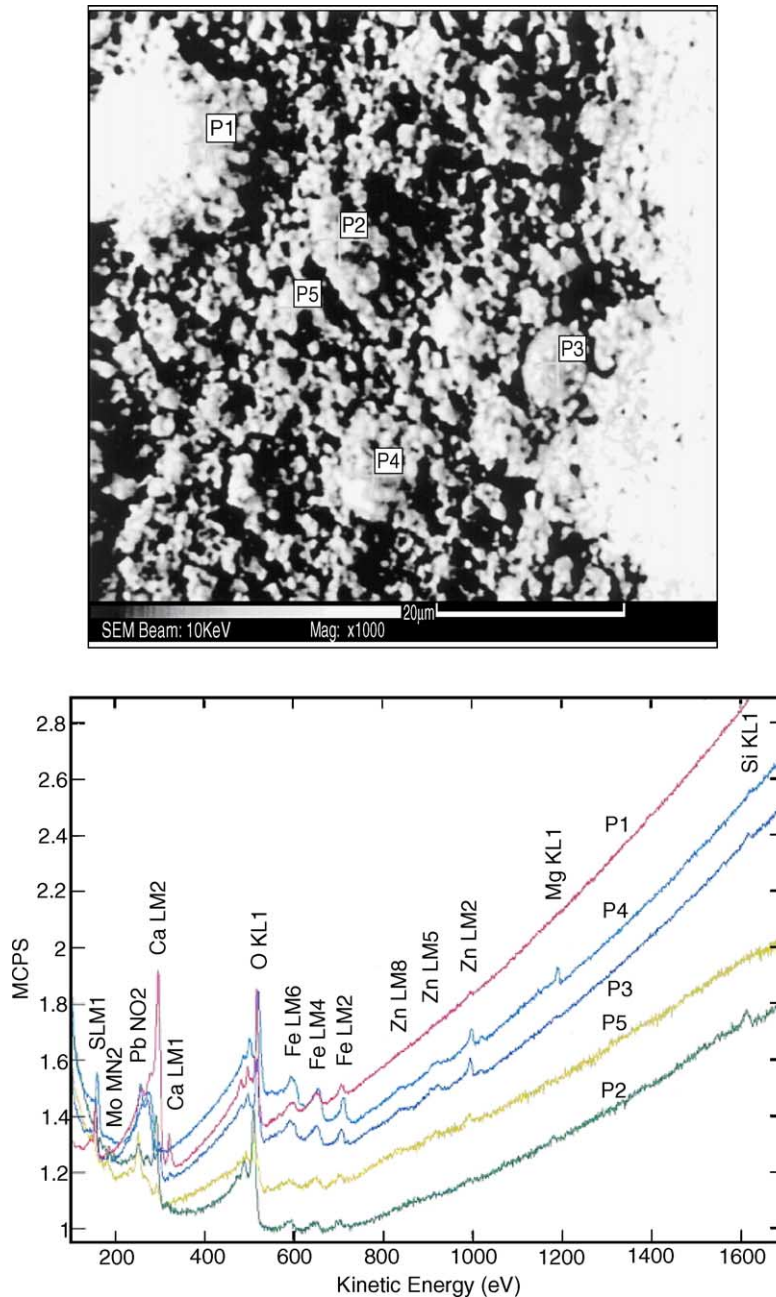 P1
P2
P5
P3
P4
20µm
SEM Beam: 10KeV Mag: x1000
2.8
2.6
2.4
2.2
2
1.8
1.6
1.4
1.2
1
MCPS
200 400 600 800 1000 1200 1400 1600
Kinetic Energy (eV)
SLM1
Mo MN2
Pb NO2
Ca LM2
Ca LM1
O KL1
Fe LM6
Fe LM4
Fe LM2
Zn LM8
Zn LM5
Zn LM2
Mg KL1
Si KL1
P1
P4
P3
P5
P2